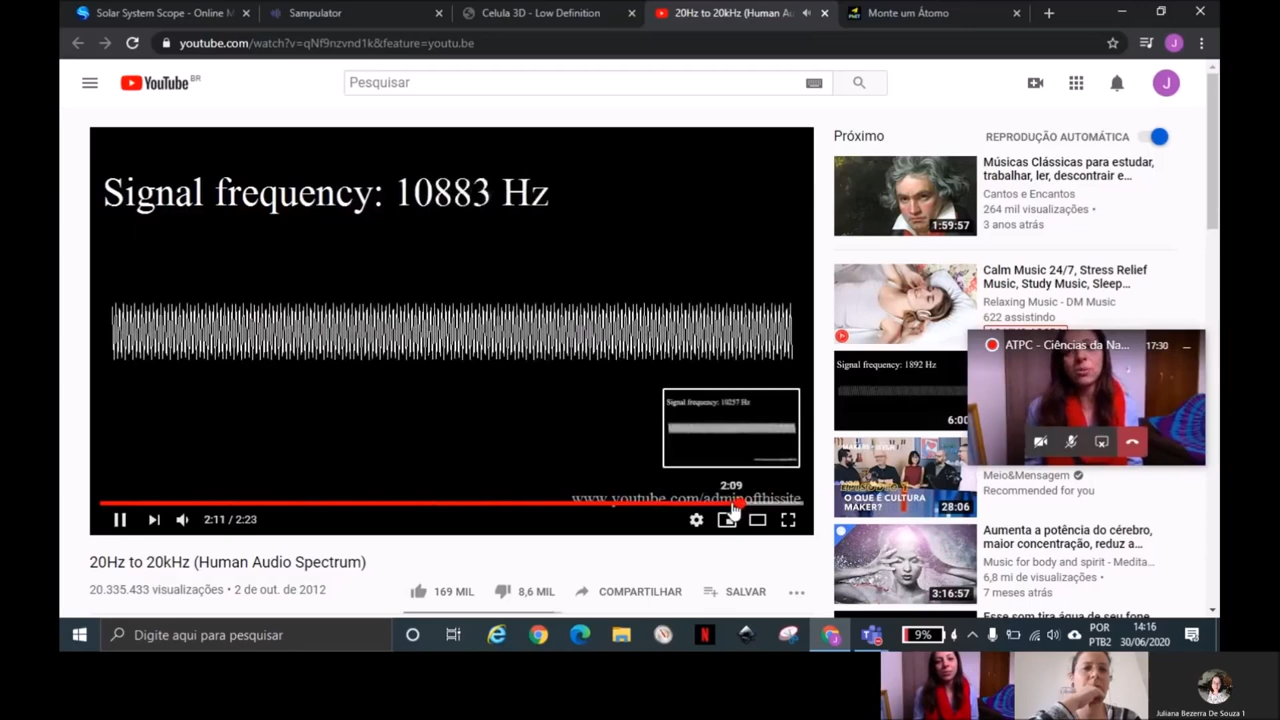 Solar System Scope - Online M
Sampulator
Celula 3D - Low Definition
20Hz to 20kHz (Human Au
Monte um Átomo
youtube.com/watch?v=qNf9nzvnd1k&feature=youtu.be
J
YouTube BR
Pesquisar
J
Signal frequency: 10883 Hz
Signal frequency: 10257 Hz
2:09
www.youtube.com/adminofthissite
2:11 / 2:23
20Hz to 20kHz (Human Audio Spectrum)
20.335.433 visualizações • 2 de out. de 2012
169 MIL
8,6 MIL
COMPARTILHAR
SALVAR
Próximo
REPRODUÇÃO AUTOMÁTICA
1:59:57
Músicas Clássicas para estudar,
trabalhar, ler, descontrair e...
Cantos e Encantos
264 mil visualizações •
3 anos atrás
Calm Music 24/7, Stress Relief
Music, Study Music, Sleep...
Relaxing Music - DM Music
622 assistindo
Signal frequency: 1892 Hz
6:00
ATPC - Ciências da Na...
17:30
O QUE É CULTURA
MAKER?
28:06
Meio&Mensagem
Recommended for you
3:16:57
Aumenta a potência do cérebro,
maior concentração, reduz a...
Music for body and spirit - Medita...
6,8 mi de visualizações •
7 meses atrás
Esse som tira água de seu fone
Digite aqui para pesquisar
N
9%
POR
PTB2
14:16
30/06/2020
Juliana Bezerra De Souza 1